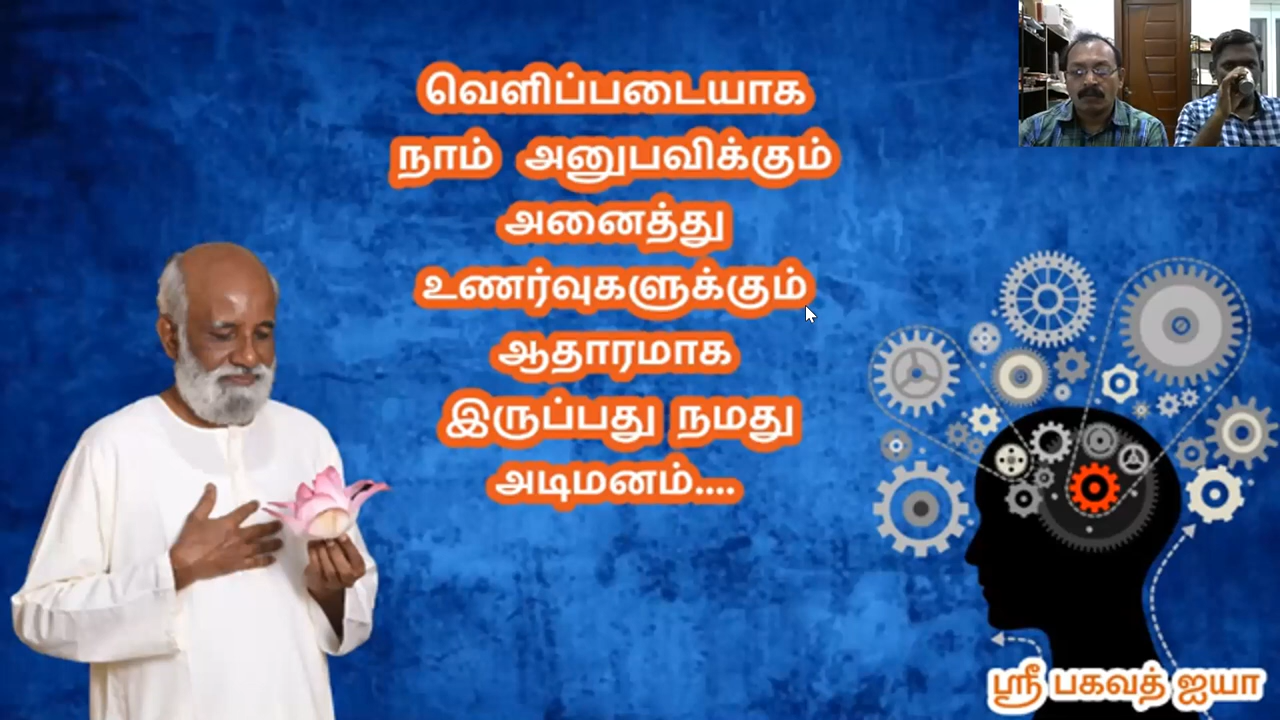 வெளிப்படையாக
நாம் அனுபவிக்கும்
அனைத்து
உணர்வுகளுக்கும்
ஆதாரமாக
இருப்பது நமது
அடிமனம்....
ஸ்ரீ பகவத் ஐயா